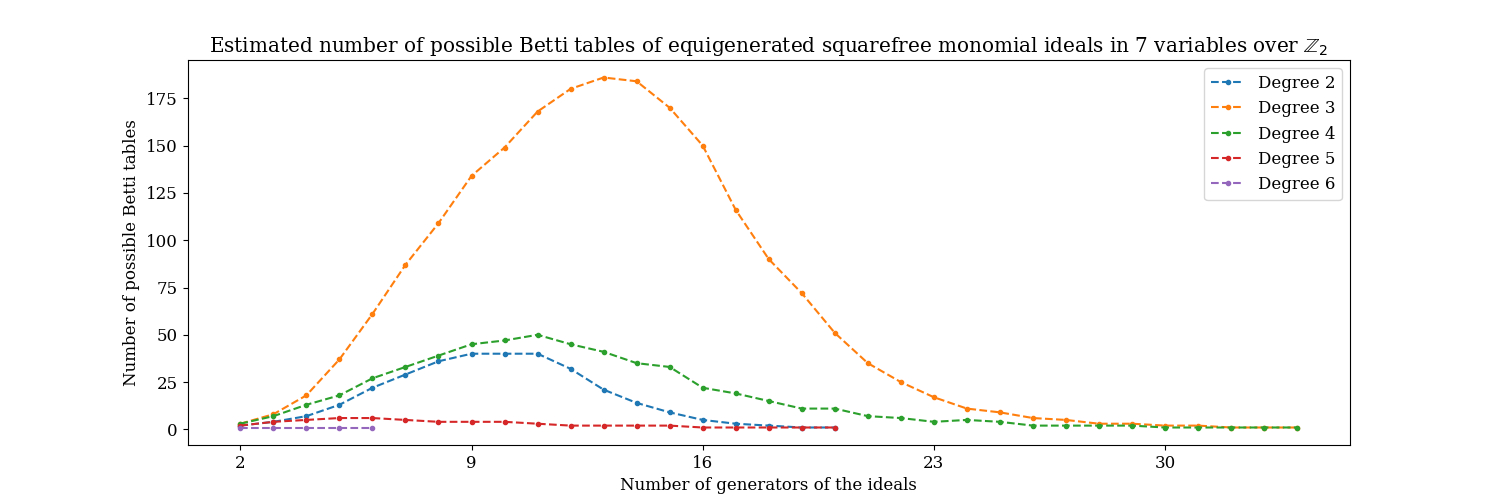 Estimated number of possible Betti tables of equigenerated squarefree monomial ideals in 7 variables over ℤ₂
Number of possible Betti tables
175
150
125
100
75
50
25
0
2
9
16
23
30
Number of generators of the ideals
Degree 2
Degree 3
Degree 4
Degree 5
Degree 6